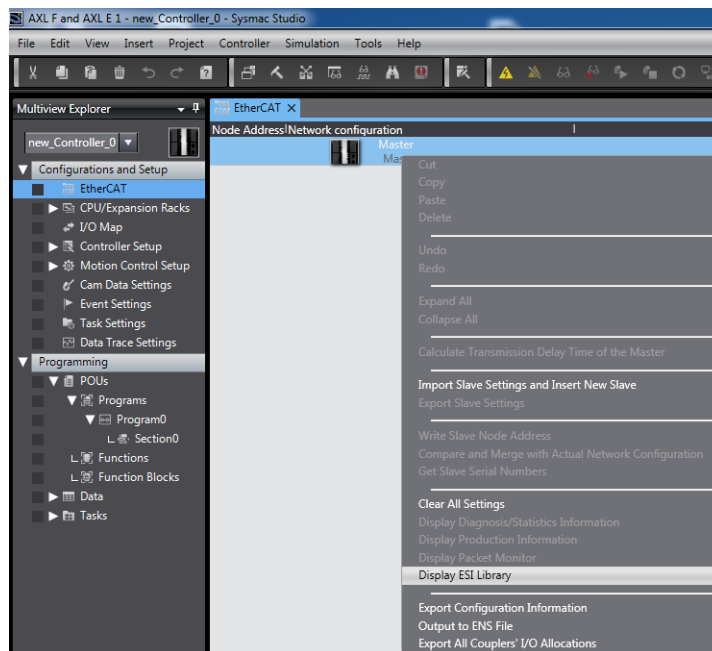 AXL F and AXL E 1 - new_Controller_0 - Sysmac Studio
File Edit View Insert Project Controller Simulation Tools Help
Multiview Explorer
new_Controller_0
Configurations and Setup
EtherCAT
CPU/Expansion Racks
I/O Map
Controller Setup
Motion Control Setup
Cam Data Settings
Event Settings
Task Settings
Data Trace Settings
Programming
POUs
Programs
Program0
Section0
Functions
Function Blocks
Data
Tasks
EtherCAT
Node Address Network configuration
Master
Cut
Copy
Paste
Delete
Undo
Redo
Expand All
Collapse All
Calculate Transmission Delay Time of the Master
Import Slave Settings and Insert New Slave
Export Slave Settings
Write Slave Node Address
Compare and Merge with Actual Network Configuration
Get Slave Serial Numbers
Clear All Settings
Display Diagnosis/Statistics Information
Display Production Information
Display Packet Monitor
Display ESI Library
Export Configuration Information
Output to ENS File
Export All Couplers' I/O Allocations